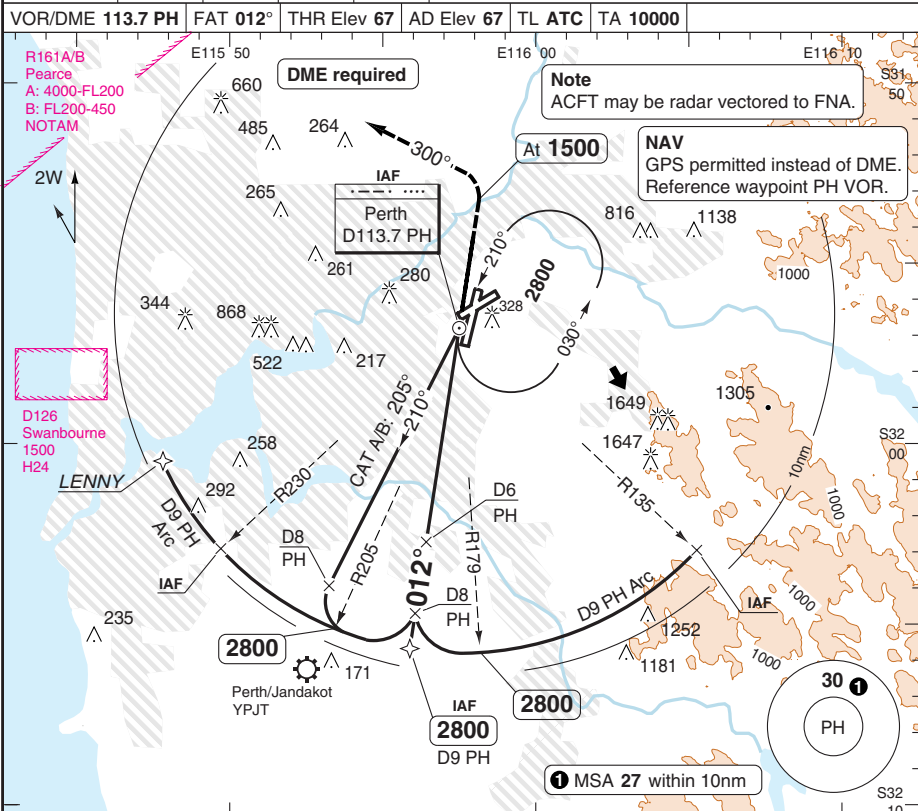 VOR/DME 113.7 PH FAT 012° THR Elev 67 AD Elev 67 TL ATC TA 10000
E115 50
E116 00
E116 10
R161A/B
Pearce
A: 4000-FL200
B: FL200-450
NOTAM
DME required
Note
ACFT may be radar vectored to FNA.
S31
50
660
485
264
300°
At 1500
NAV
GPS permitted instead of DME.
Reference waypoint PH VOR.
2W
IAF
Perth
D113.7 PH
265
816
1138
261
280
210°
2800
328
030°
1000
344
868
522
217
D126
Swanbourne
1500
H24
CAT A/B: 205°
210°
1649
1305
1647
S32
00
258
LENNY
292
R230
R135
10nm
1000
D9 PH
Arc
D6
PH
R205
R179
012°
D8
PH
IAF
D8
PH
D9 PH Arc
IAF
1000
235
1252
1000
1181
2800
171
Perth/Jandakot
YPJT
2800
IAF
2800
D9 PH
30 1
PH
1 MSA 27 within 10nm
S32
10